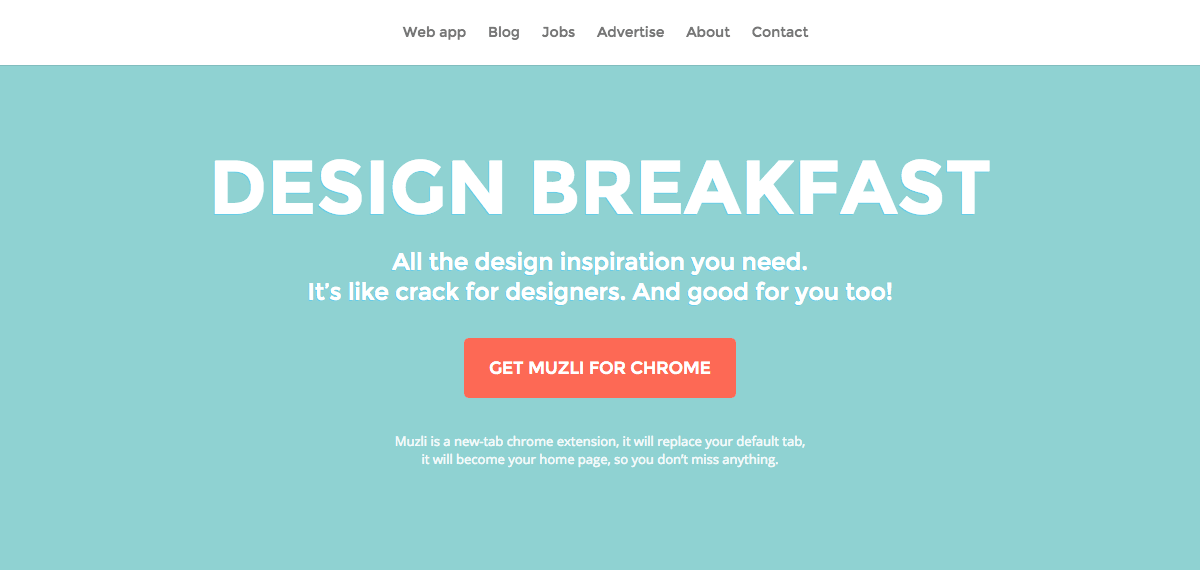 Web app Blog Jobs Advertise About Contact
DESIGN BREAKFAST
All the design inspiration you need.
It’s like crack for designers. And good for you too!
GET MUZLI FOR CHROME
Muzli is a new-tab chrome extension, it will replace your default tab,
it will become your home page, so you don’t miss anything.